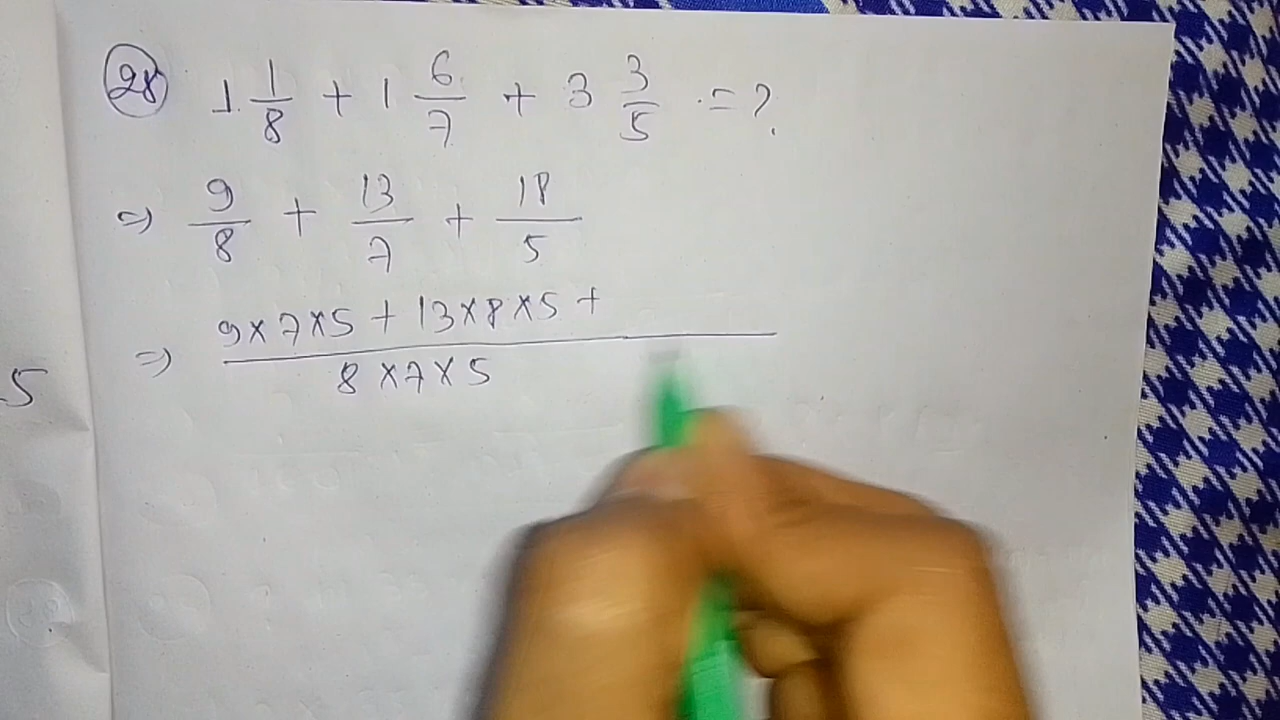 28 1 1/8 + 1 6/7 + 3 3/5 = ?
⇒ 9/8 + 13/7 + 18/5
⇒ 9×7×5 + 13×8×5 + / 8×7×5
5